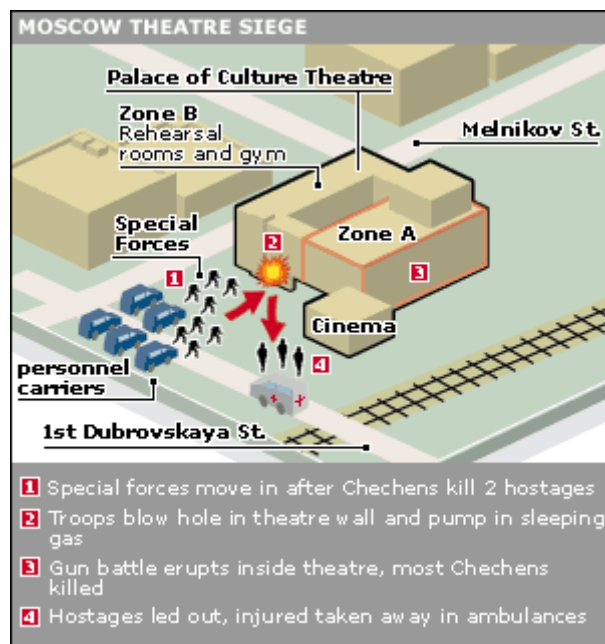 MOSCOW THEATRE SIEGE
Palace of Culture Theatre
Zone B
Rehearsal
rooms and gym
Melnikov St.
Special
Forces
Zone A
2
1
3
Cinema
4
personnel
carriers
1st Dubrovskaya St.
1 Special forces move in after Chechens kill 2 hostages
2 Troops blow hole in theatre wall and pump in sleeping
gas
3 Gun battle erupts inside theatre, most Chechens
killed
4 Hostages led out, injured taken away in ambulances